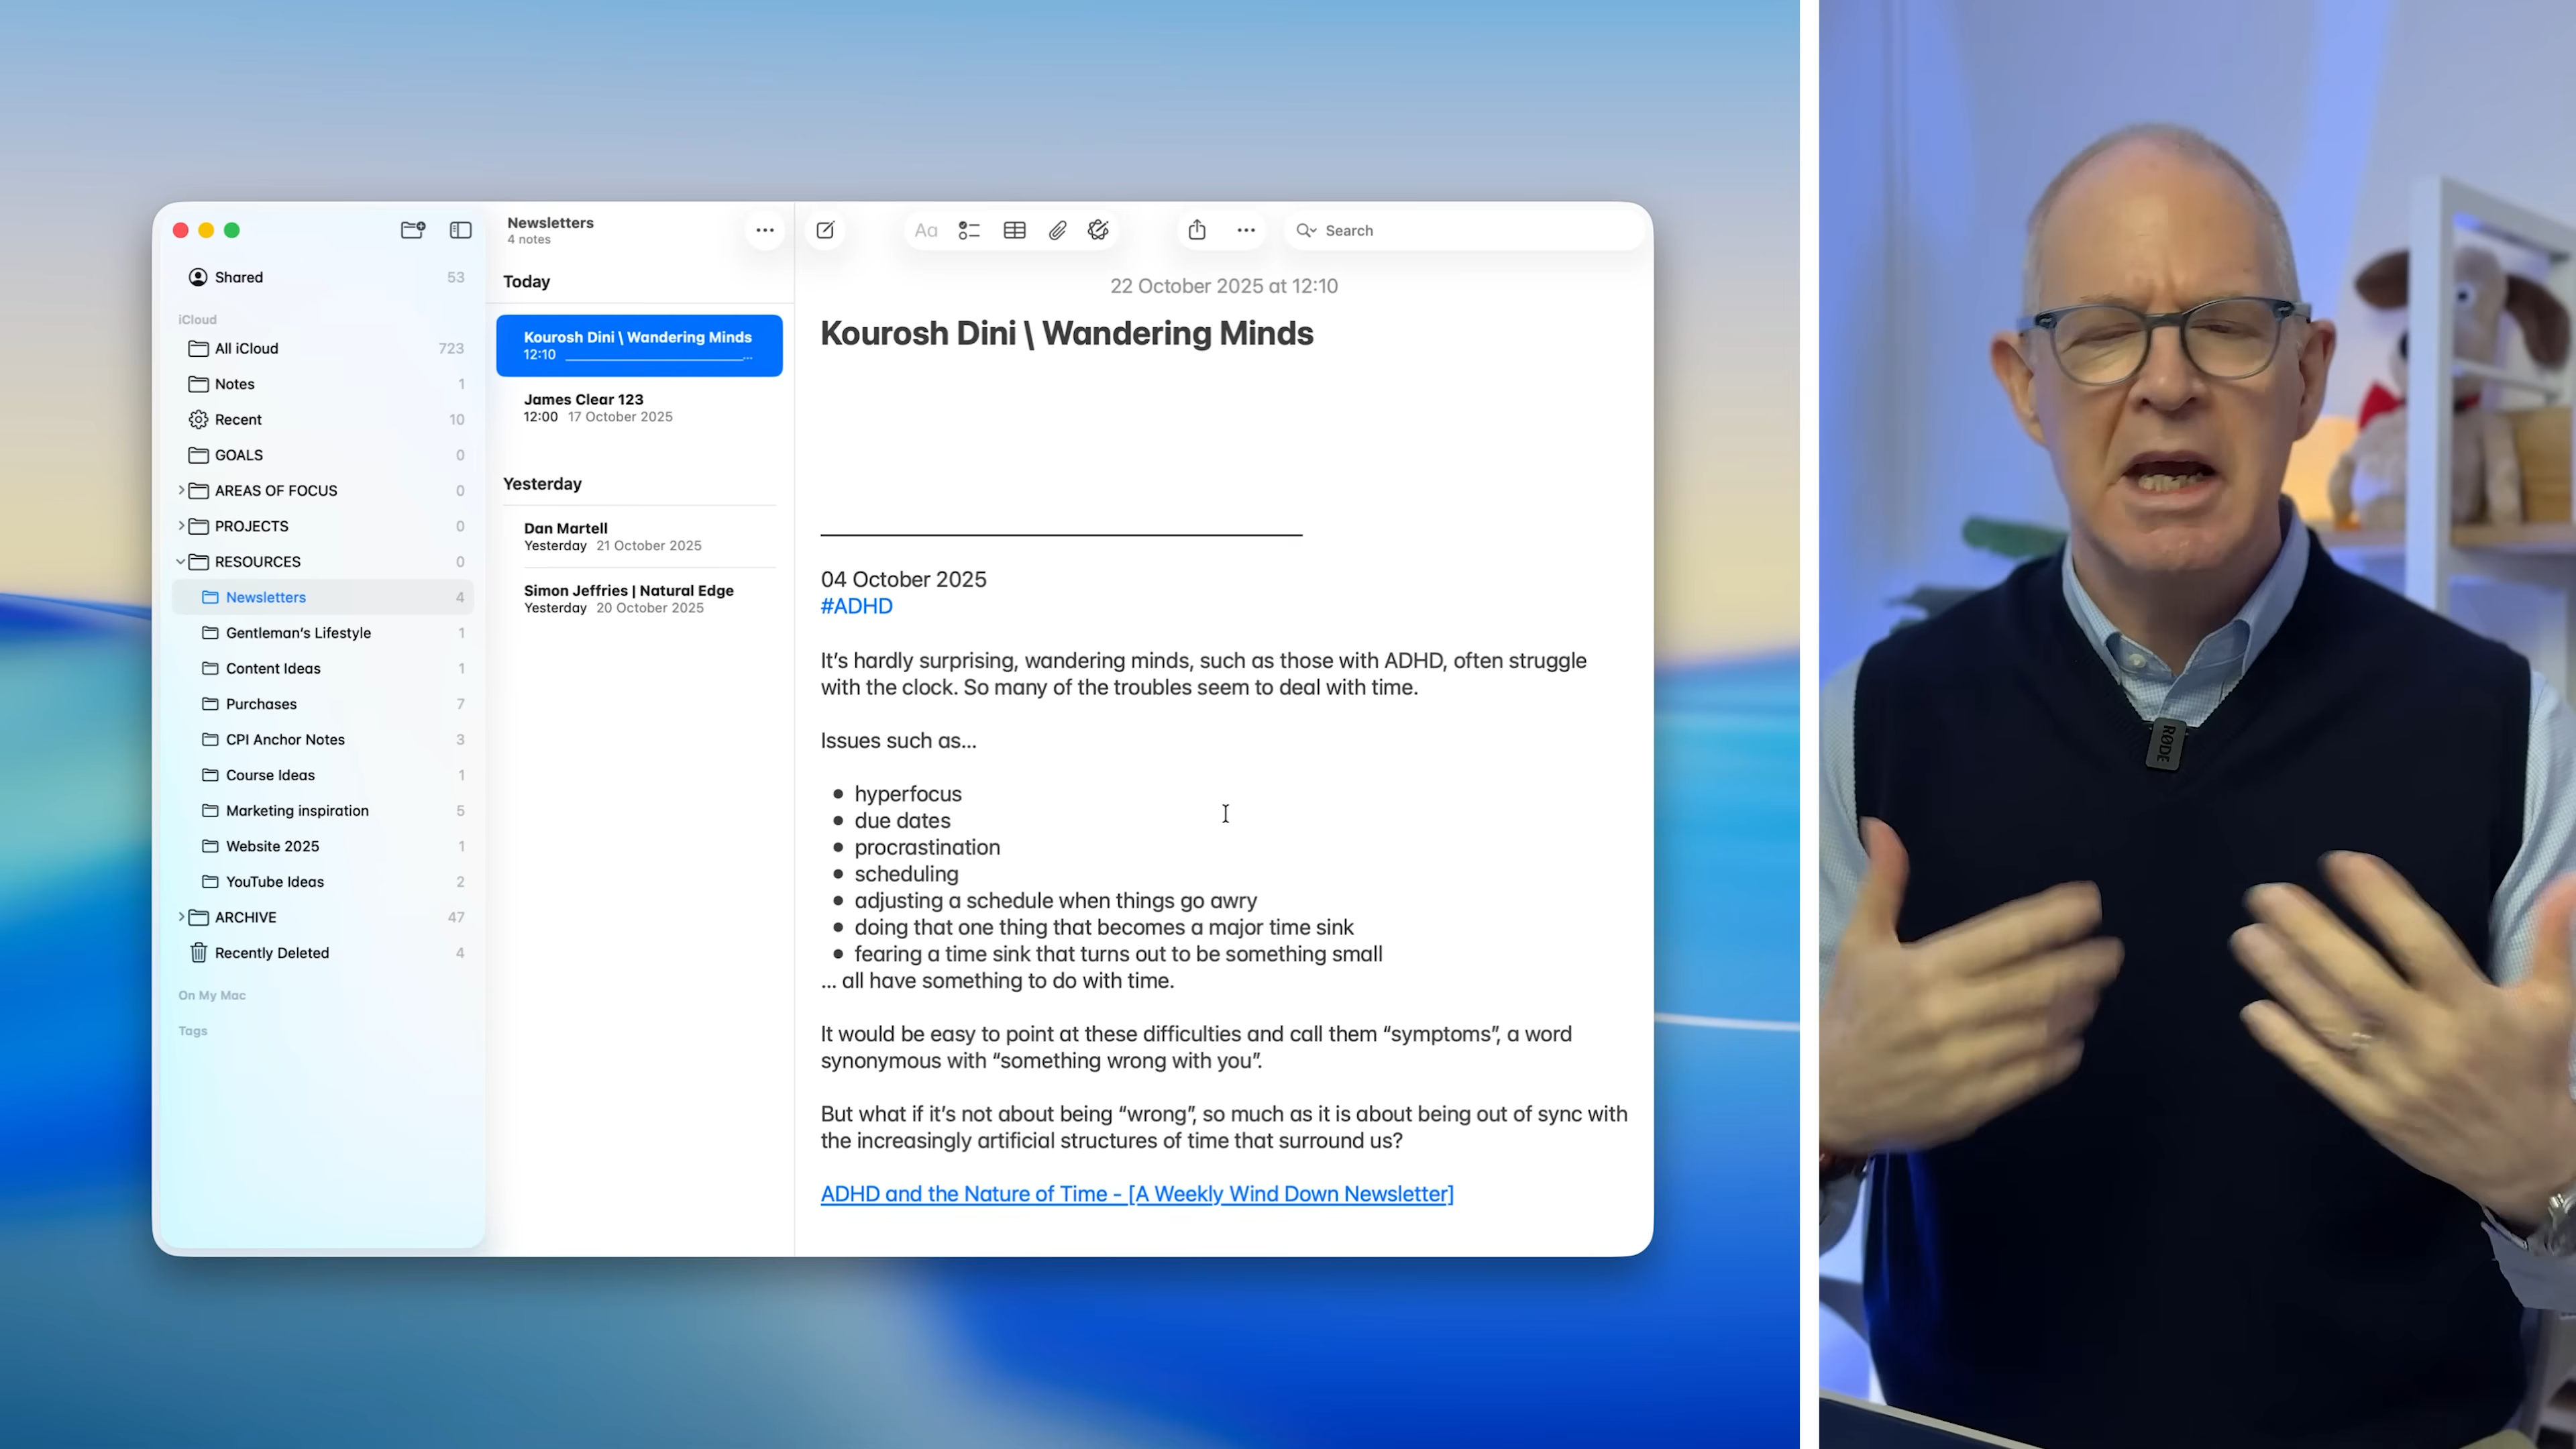 Shared 53
iCloud
All iCloud 723
Notes 1
Recent 10
GOALS 0
AREAS OF FOCUS 0
PROJECTS 0
RESOURCES 0
Newsletters 4
Gentleman’s Lifestyle 1
Content Ideas 1
Purchases 7
CPI Anchor Notes 3
Course Ideas 1
Marketing inspiration 5
Website 2025 1
YouTube Ideas 2
ARCHIVE 47
Recently Deleted 4
On My Mac
Tags
Newsletters
4 notes
Today
Kourosh Dini \ Wandering Minds
12:10 ______________________...
James Clear 123
12:00 17 October 2025
Yesterday
Dan Martell
Yesterday 21 October 2025
Simon Jeffries | Natural Edge
Yesterday 20 October 2025
Aa
Search
22 October 2025 at 12:10
Kourosh Dini \ Wandering Minds
04 October 2025
#ADHD
It’s hardly surprising, wandering minds, such as those with ADHD, often struggle
with the clock. So many of the troubles seem to deal with time.
Issues such as...
• hyperfocus
• due dates
• procrastination
• scheduling
• adjusting a schedule when things go awry
• doing that one thing that becomes a major time sink
• fearing a time sink that turns out to be something small
... all have something to do with time.
It would be easy to point at these difficulties and call them “symptoms”, a word
synonymous with “something wrong with you”.
But what if it’s not about being “wrong”, so much as it is about being out of sync with
the increasingly artificial structures of time that surround us?
ADHD and the Nature of Time - [A Weekly Wind Down Newsletter]
RØDE